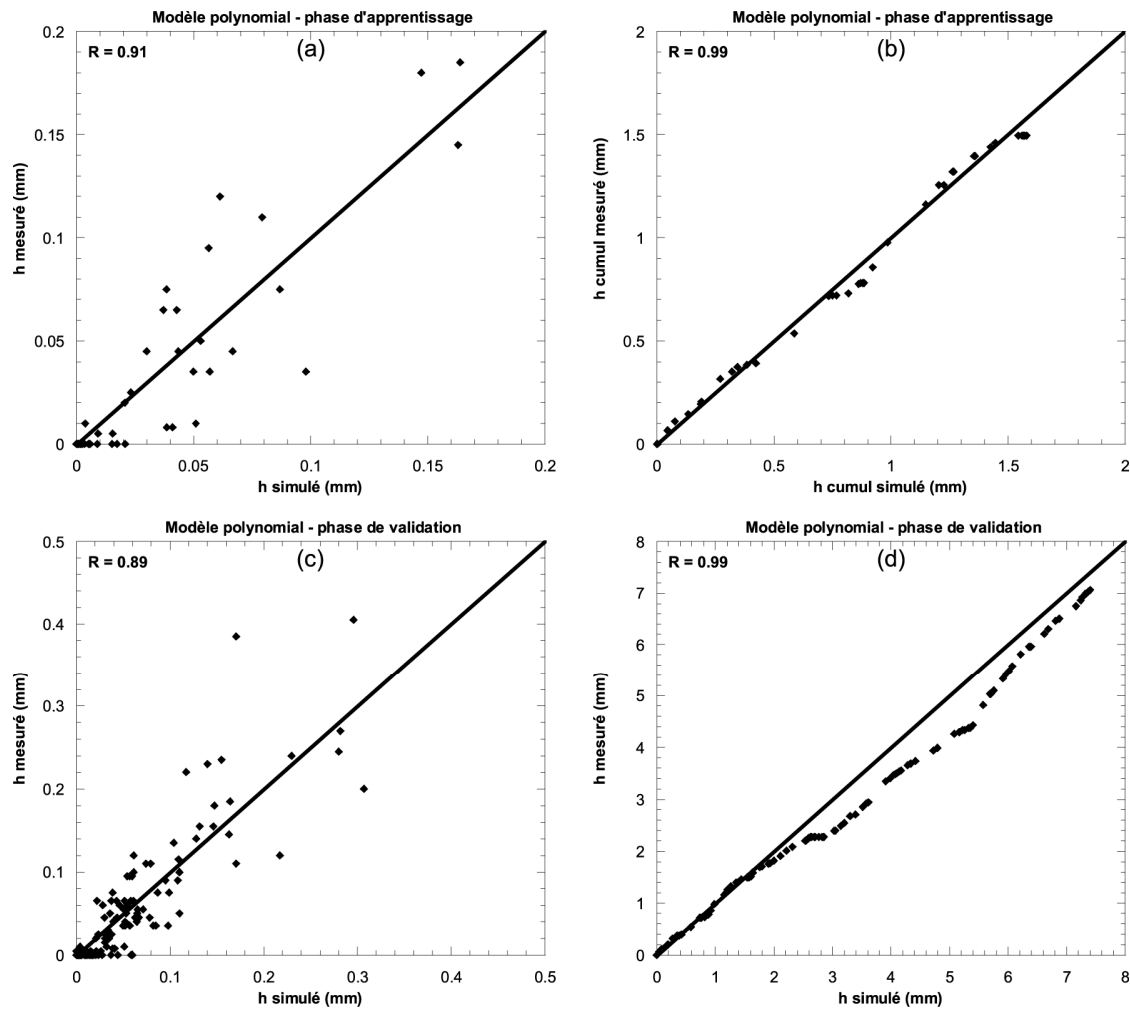 Modèle polynomial - phase d'apprentissage
R = 0.91
(a)
0.2
0.15
0.1
0.05
0
h mesuré (mm)
0 0.05 0.1 0.15 0.2
h simulé (mm)
Modèle polynomial - phase d'apprentissage
R = 0.99
(b)
2
1.5
1
0.5
0
h cumul mesuré (mm)
0 0.5 1 1.5 2
h cumul simulé (mm)
Modèle polynomial - phase de validation
R = 0.89
(c)
0.5
0.4
0.3
0.2
0.1
0
h mesuré (mm)
0 0.1 0.2 0.3 0.4 0.5
h simulé (mm)
Modèle polynomial - phase de validation
R = 0.99
(d)
8
7
6
5
4
3
2
1
0
h mesuré (mm)
0 1 2 3 4 5 6 7 8
h simulé (mm)